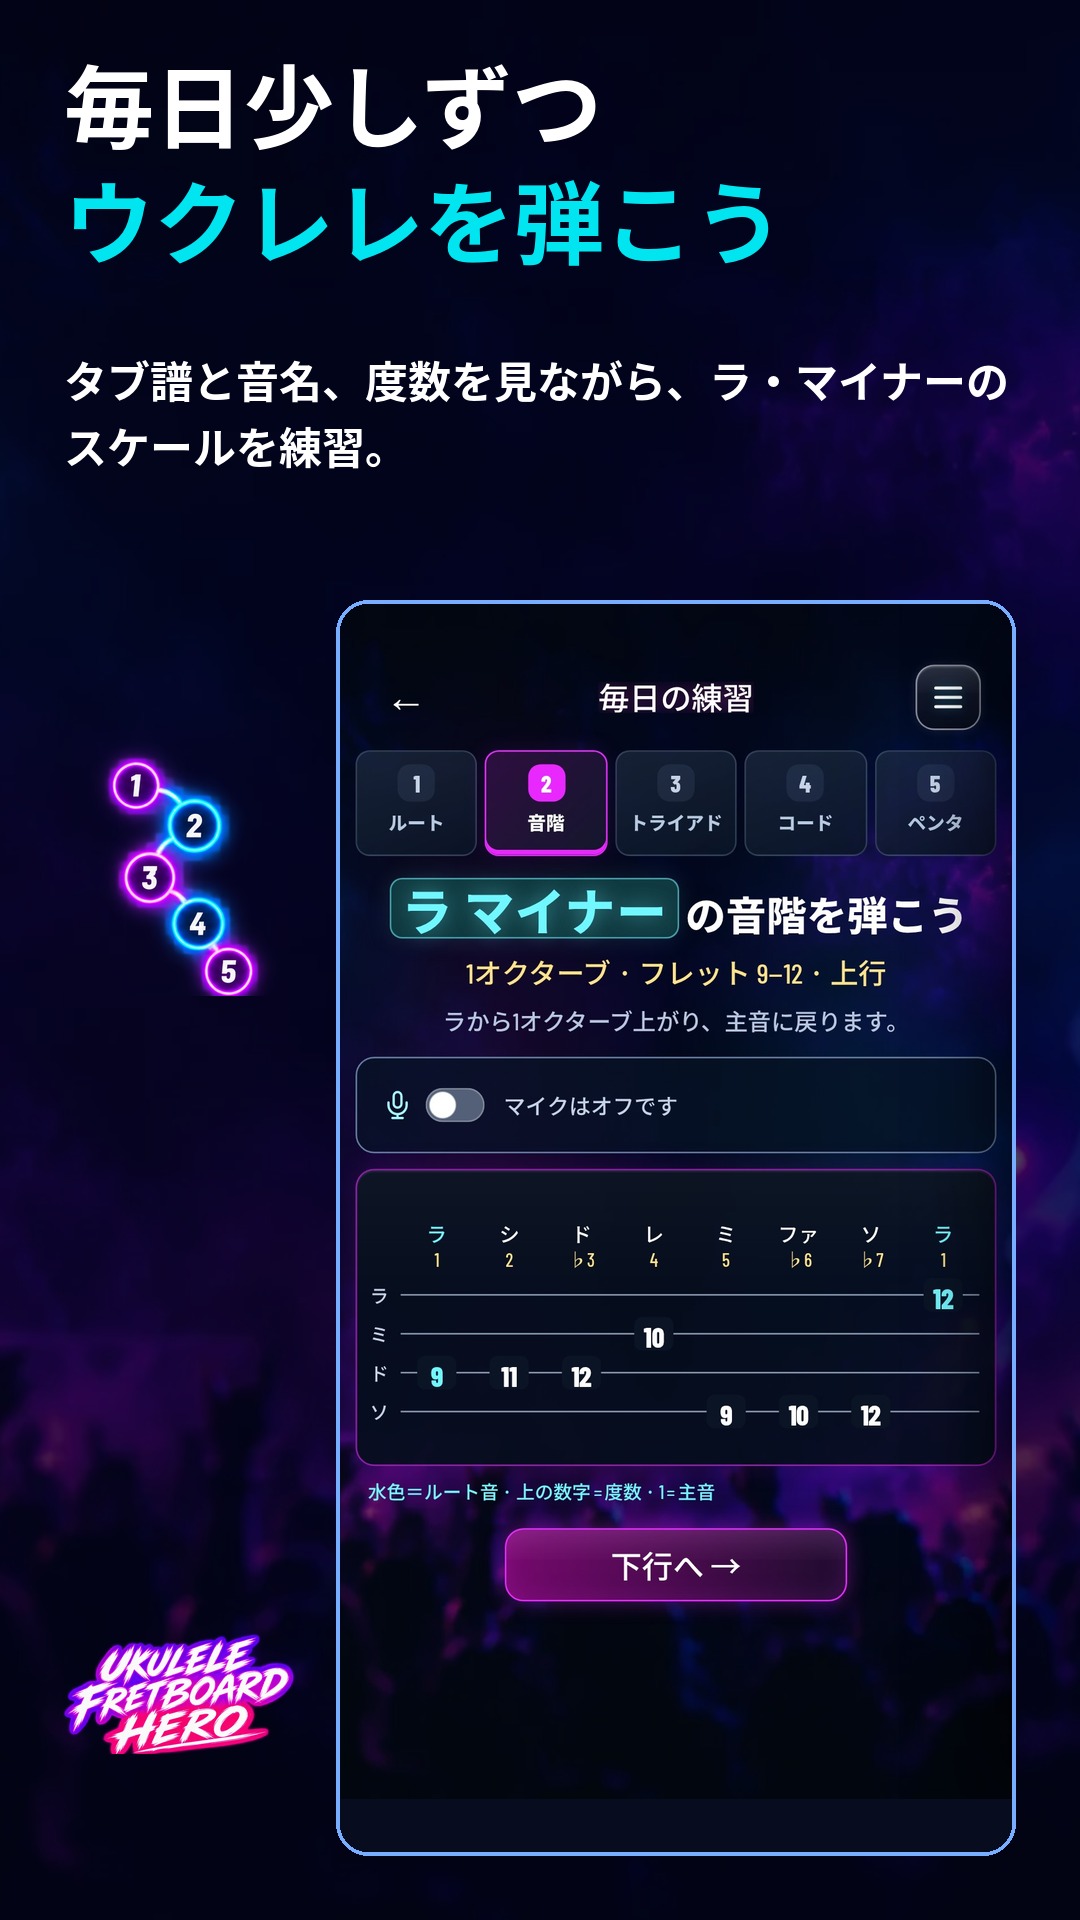 毎日少しずつ
ウクレレを弾こう
タブ譜と音名、度数を見ながら、ラ・マイナーの
スケールを練習。
← 毎日の練習
1 2 3 4 5
ルート 音階 トライアド コード ペンタ
ラ マイナー の音階を弾こう
1オクターブ・フレット 9–12・上行
ラから1オクターブ上がり、主音に戻ります。
マイクはオフです
ラ シ ド レ ミ ファ ソ ラ
1 2 ♭3 4 5 ♭6 ♭7 1
ラ 12
ミ 10
ド 9 11 12
ソ 9 10 12
水色=ルート音・上の数字=度数・1=主音
下行へ →
1
2
3
4
5
UKULELE
FRETBOARD
HERO